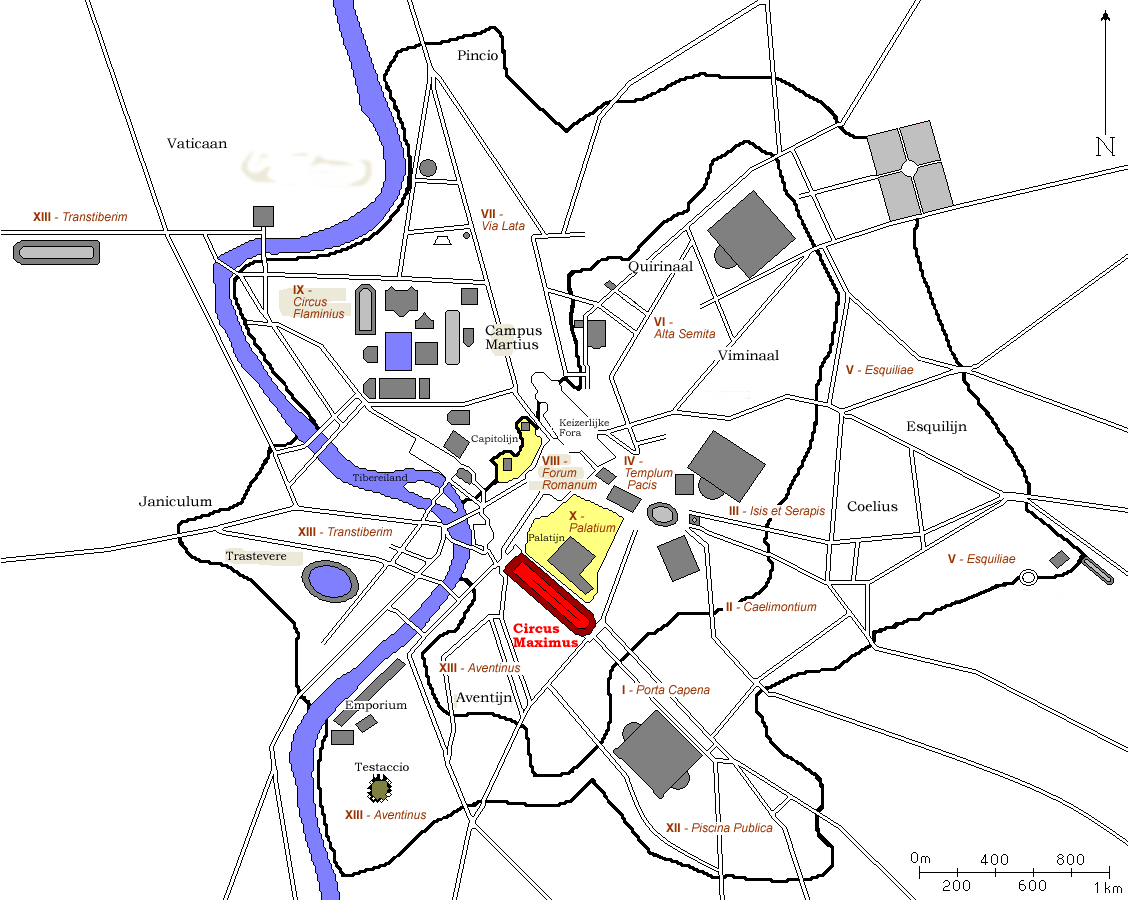 Pincio
N
Vaticaan
XIII - Transtiberim
VII -
Via Lata
Quirinaal
IX -
Circus
Flaminius
Campus
Martius
VI -
Alta Semita
Viminaal
V - Esquiliae
Keizerlijke
Fora
Capitolijn
Esquilijn
VIII -
Forum
Romanum
IV -
Templum
Pacis
Tibereiland
Janiculum
X -
Palatium
III - Isis et Serapis
Coelius
XIII - Transtiberim
Palatijn
Trastevere
V - Esquiliae
II - Caelimontium
Circus
Maximus
XIII - Aventinus
Aventijn
I - Porta Capena
Emporium
Testaccio
XIII - Aventinus
XII - Piscina Publica
0m 400 800
200 600 1km